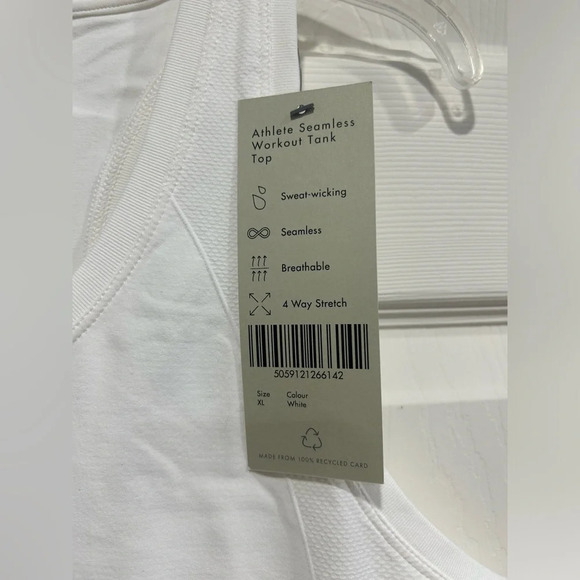 Athlete Seamless
Workout Tank
Top
Sweat-wicking
Seamless
Breathable
4 Way Stretch
5059121266142
Size Colour
XL White
MADE FROM 100% RECYCLED CARD